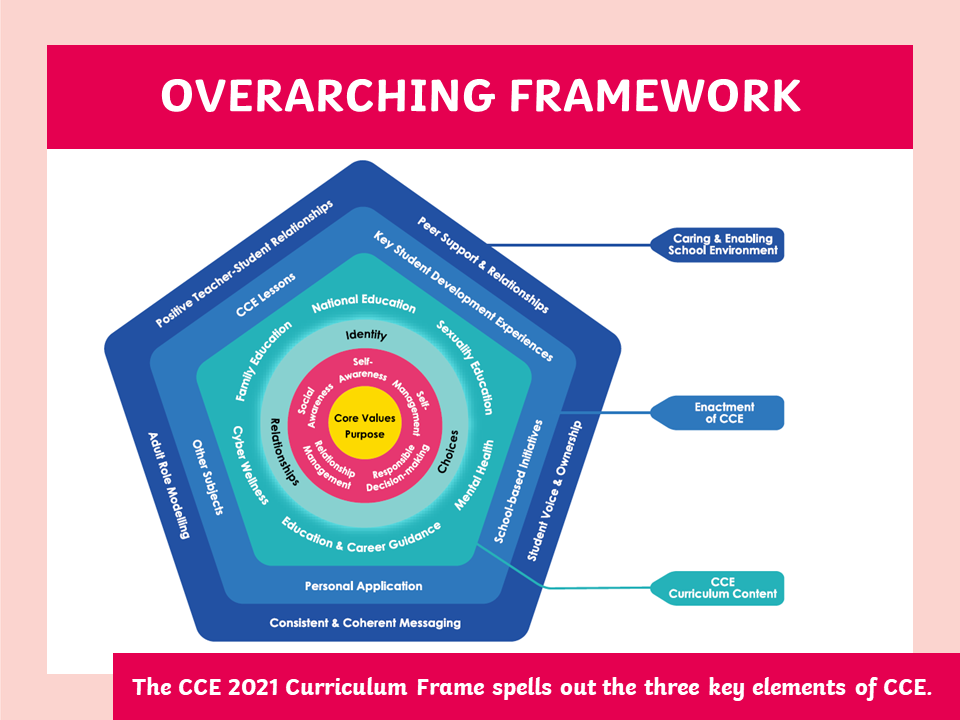 OVERARCHING FRAMEWORK
Positive Teacher-Student Relationships
Peer Support & Relationships
Caring & Enabling
School Environment
CCE Lessons
Key Student Development Experiences
National Education
Family Education
Sexuality Education
Identity
Self-
Awareness
Social
Awareness
Self-
Management
Core Values
Purpose
Enactment
of CCE
Relationships
Choices
Relationship
Management
Responsible
Decision-making
Cyber Wellness
Mental Health
Other Subjects
School-based Initiatives
Adult Role Modelling
Student Voice & Ownership
Education & Career Guidance
CCE
Curriculum Content
Personal Application
Consistent & Coherent Messaging
The CCE 2021 Curriculum Frame spells out the three key elements of CCE.